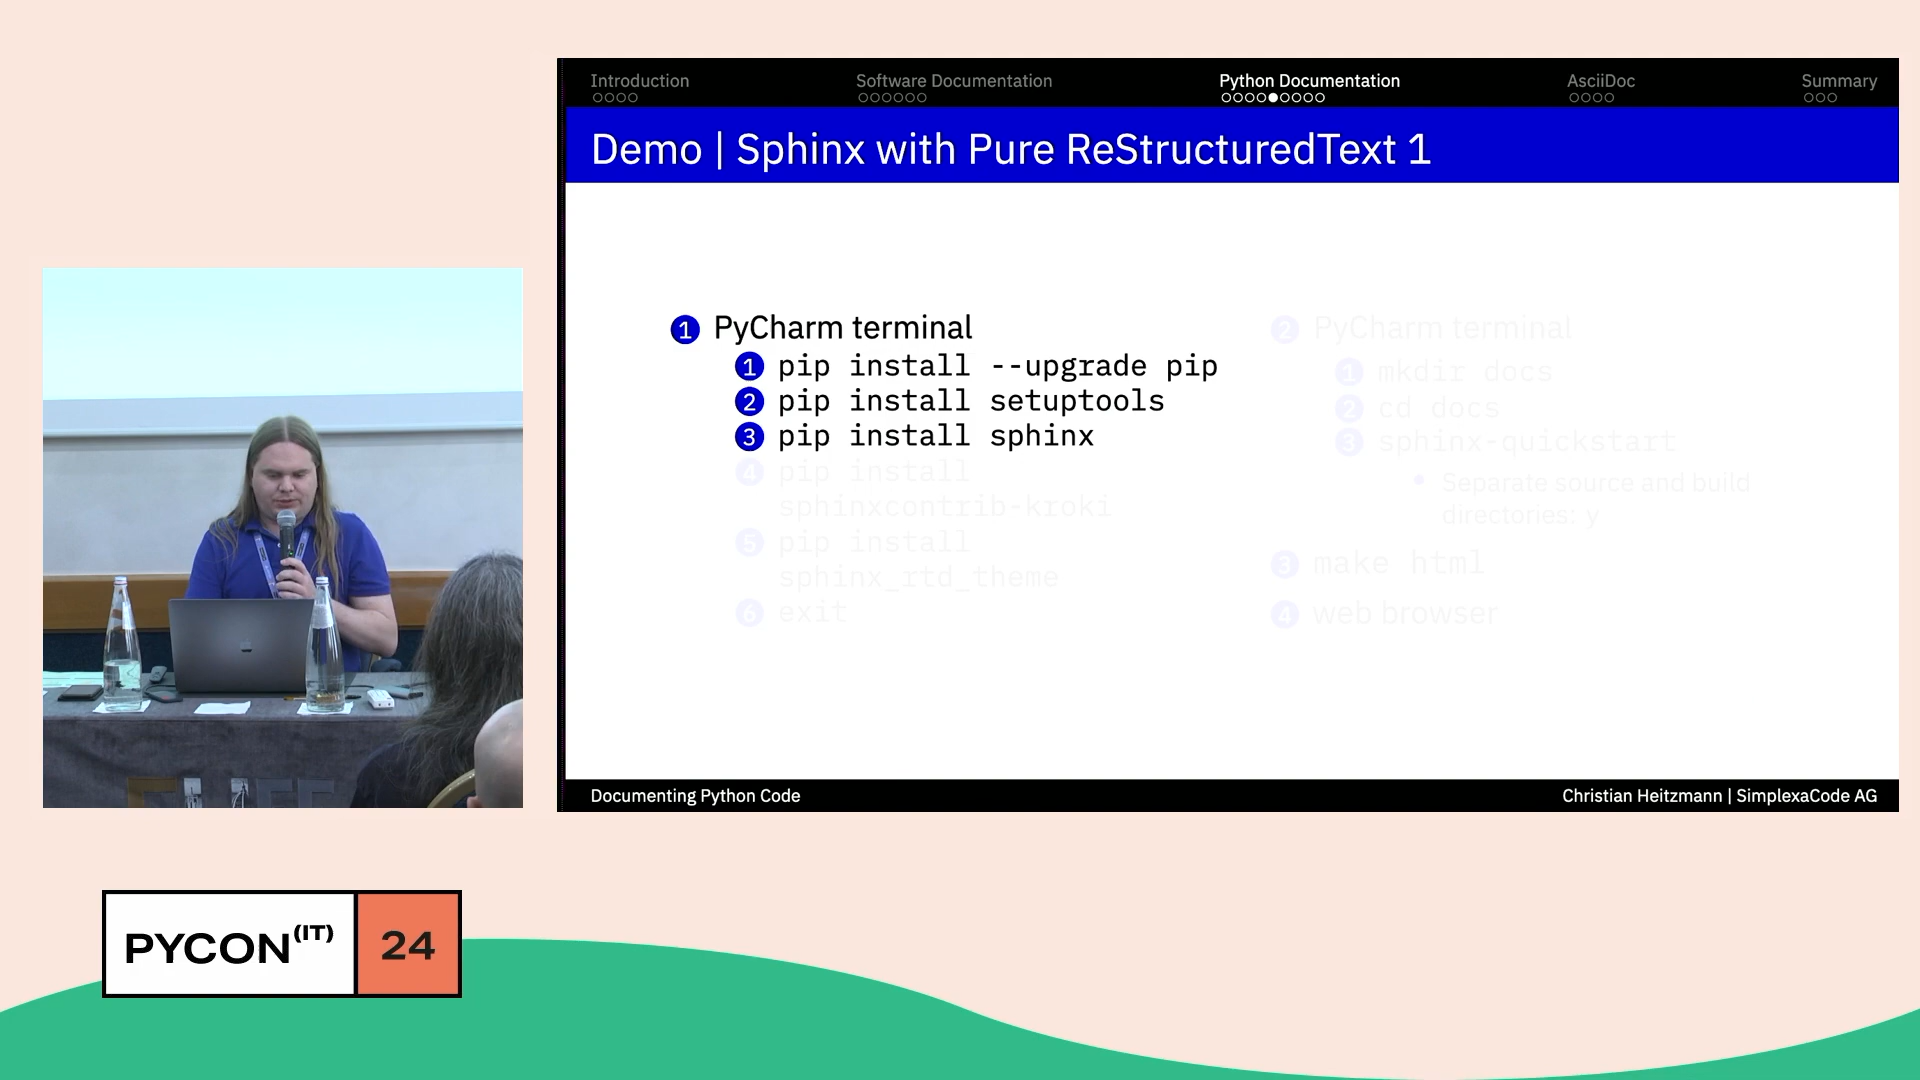 Introduction
Software Documentation
Python Documentation
AsciiDoc
Summary
Demo | Sphinx with Pure ReStructuredText 1
1 PyCharm terminal
1 pip install --upgrade pip
2 pip install setuptools
3 pip install sphinx
4 pip install
sphinxcontrib-kroki
5 pip install
sphinx_rtd_theme
6 exit
2 PyCharm terminal
1 mkdir docs
2 cd docs
3 sphinx-quickstart
• Separate source and build
directories: y
3 make html
4 web browser
Documenting Python Code
Christian Heitzmann | SimplexaCode AG
PYCON(IT) 24